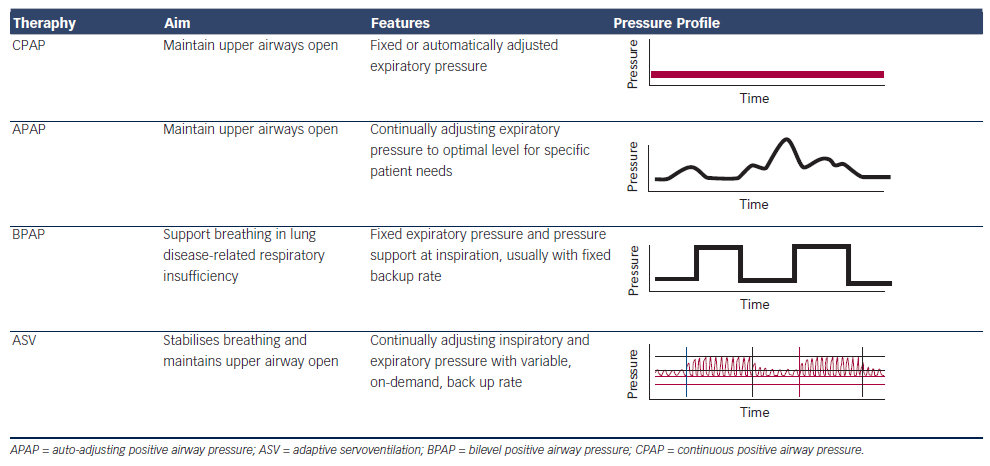 Theraphy Aim Features Pressure Profile
CPAP Maintain upper airways open Fixed or automatically adjusted
expiratory pressure
Pressure
Time
APAP Maintain upper airways open Continually adjusting expiratory
pressure to optimal level for specific
patient needs
Pressure
Time
BPAP Support breathing in lung Fixed expiratory pressure and pressure
disease-related respiratory support at inspiration, usually with fixed
insufficiency backup rate
Pressure
Time
ASV Stabilises breathing and Continually adjusting inspiratory and
maintains upper airway open expiratory pressure with variable,
on-demand, back up rate
Pressure
Time
APAP = auto-adjusting positive airway pressure; ASV = adaptive servoventilation; BPAP = bilevel positive airway pressure; CPAP = continuous positive airway pressure.